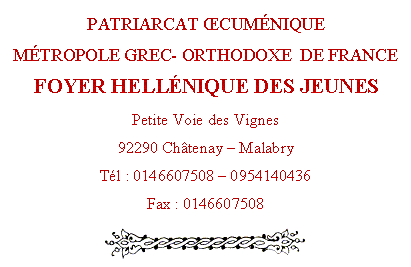 PATRIARCAT ŒCUMÉNIQUE
MÉTROPOLE GREC- ORTHODOXE DE FRANCE
FOYER HELLÉNIQUE DES JEUNES
Petite Voie des Vignes
92290 Châtenay – Malabry
Tél : 0146607508 – 0954140436
Fax : 0146607508